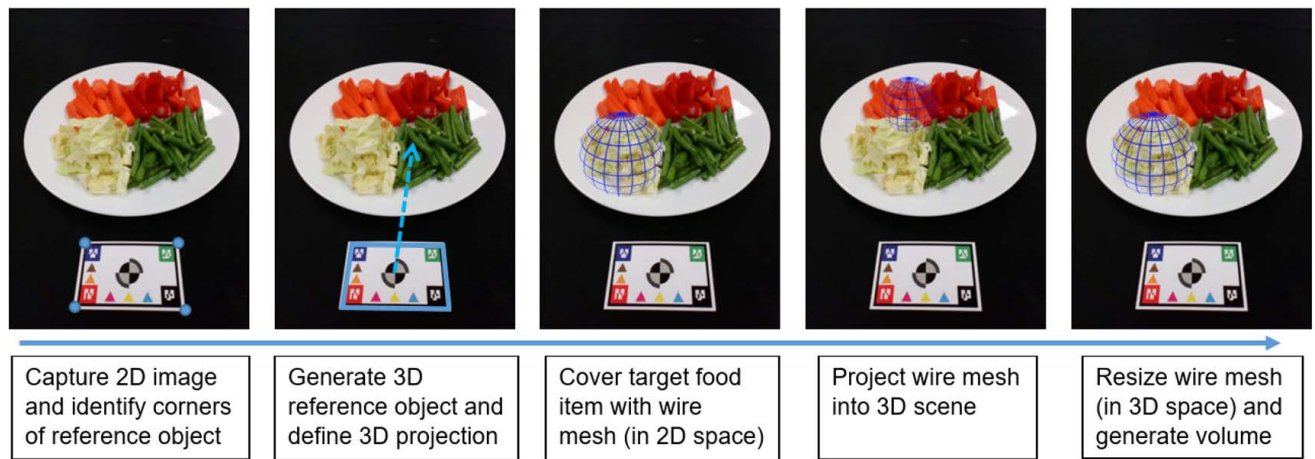 Capture 2D image
and identify corners
of reference object
Generate 3D
reference object and
define 3D projection
Cover target food
item with wire
mesh (in 2D space)
Project wire mesh
into 3D scene
Resize wire mesh
(in 3D space) and
generate volume